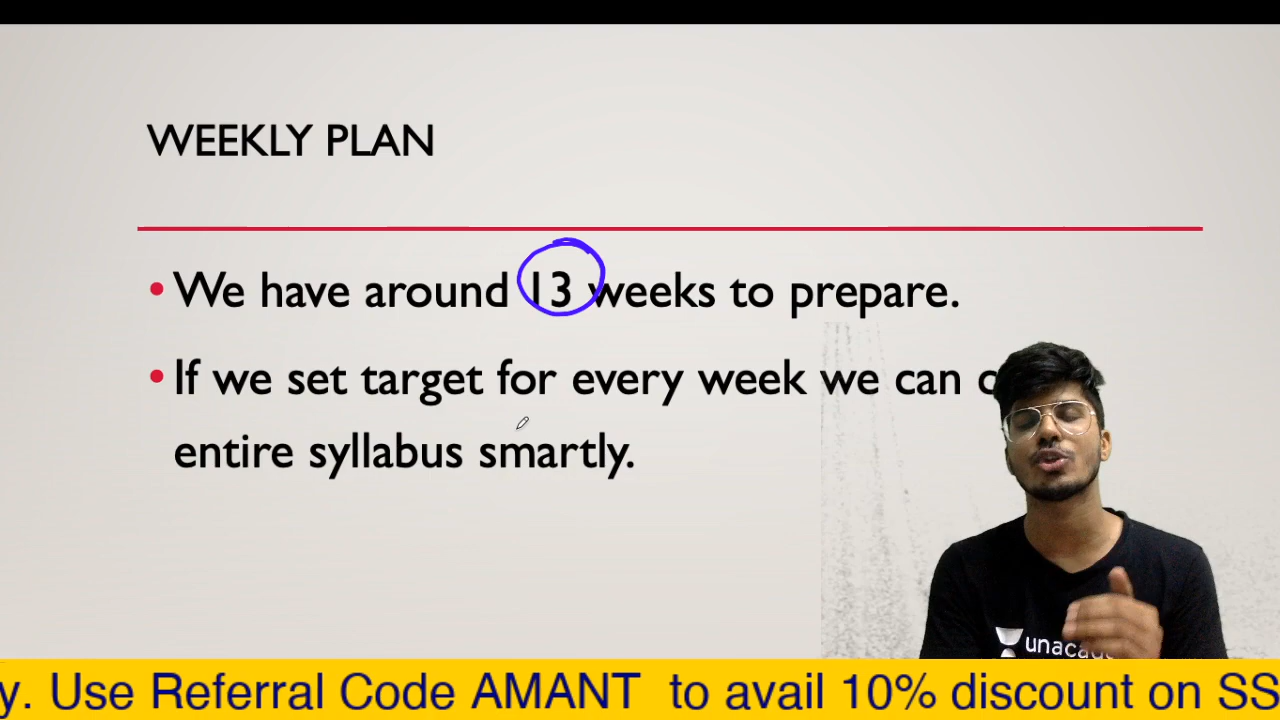 WEEKLY PLAN
• We have around 13 weeks to prepare.
• If we set target for every week we can
entire syllabus smartly.
unaca
y. Use Referral Code AMANT to avail 10% discount on SS